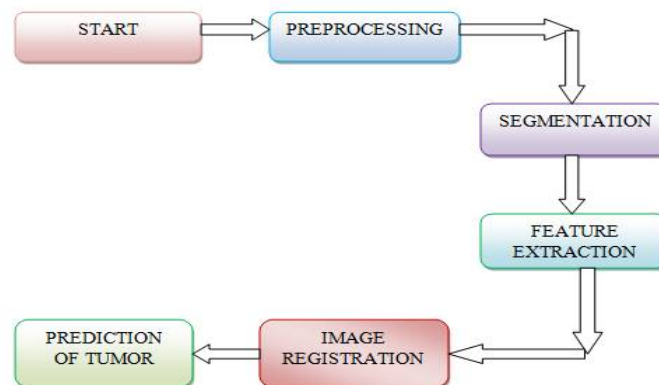 START
PREPROCESSING
SEGMENTATION
FEATURE
EXTRACTION
IMAGE
REGISTRATION
PREDICTION
OF TUMOR